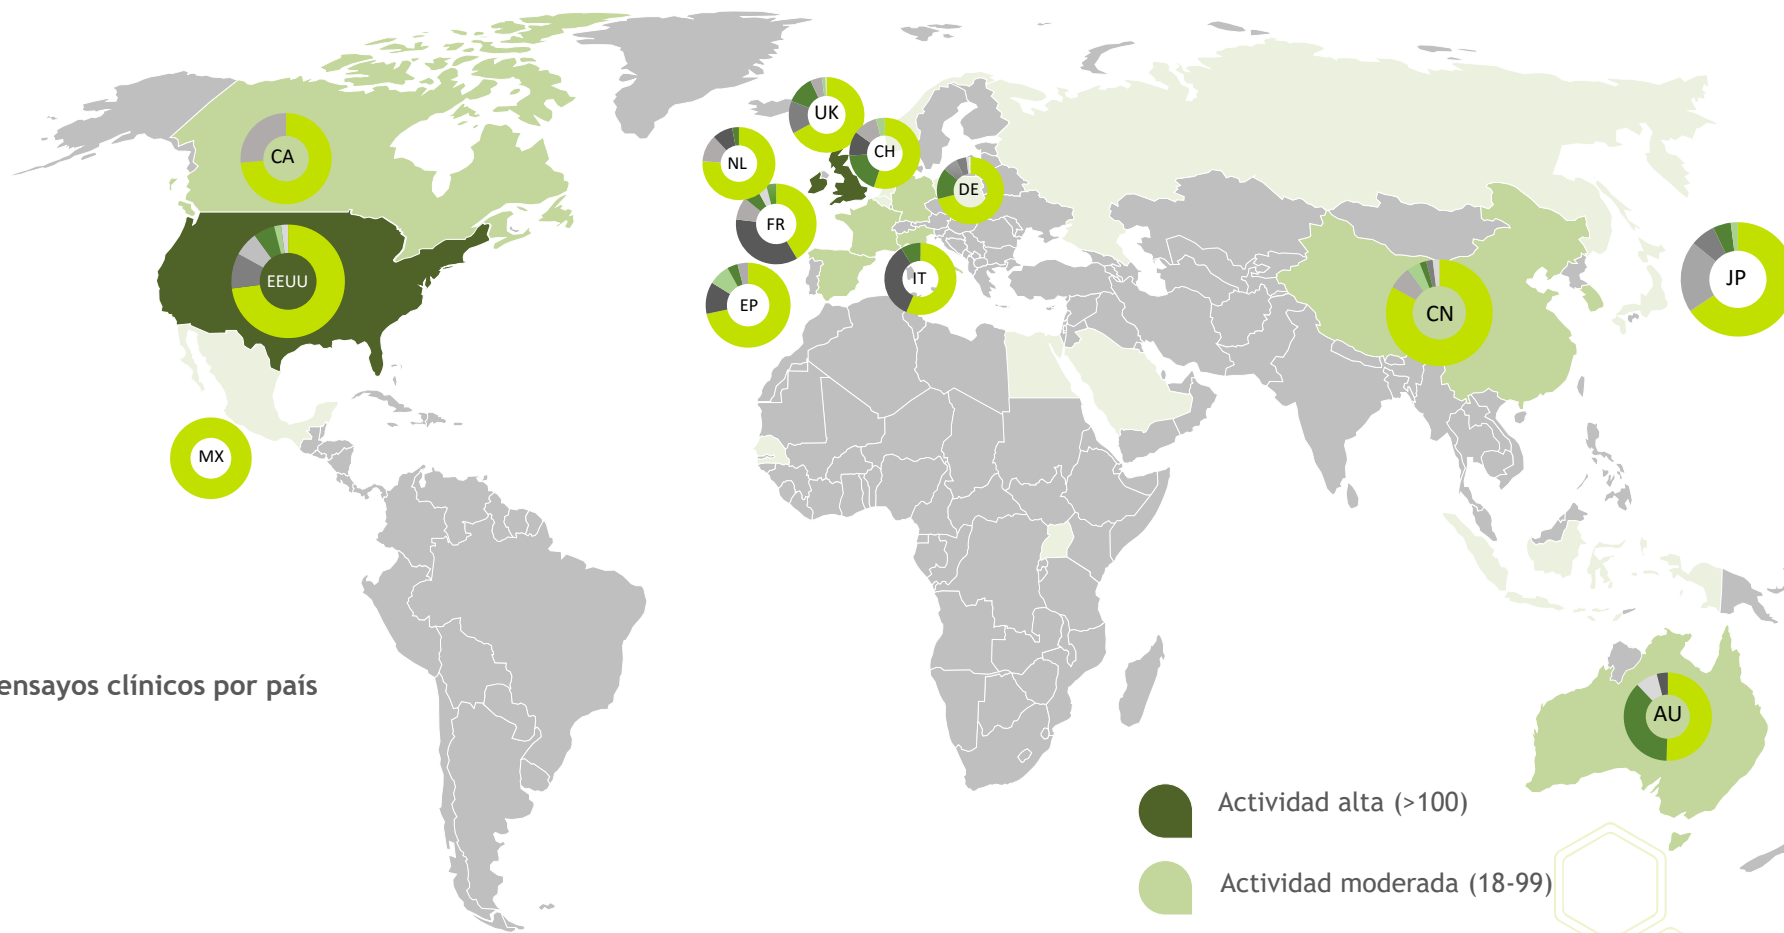 UK
CA
NL
CH
DE
FR
EEUU
IT
JP
EP
CN
MX
ensayos clínicos por país
AU
Actividad alta (>100)
Actividad moderada (18-99)